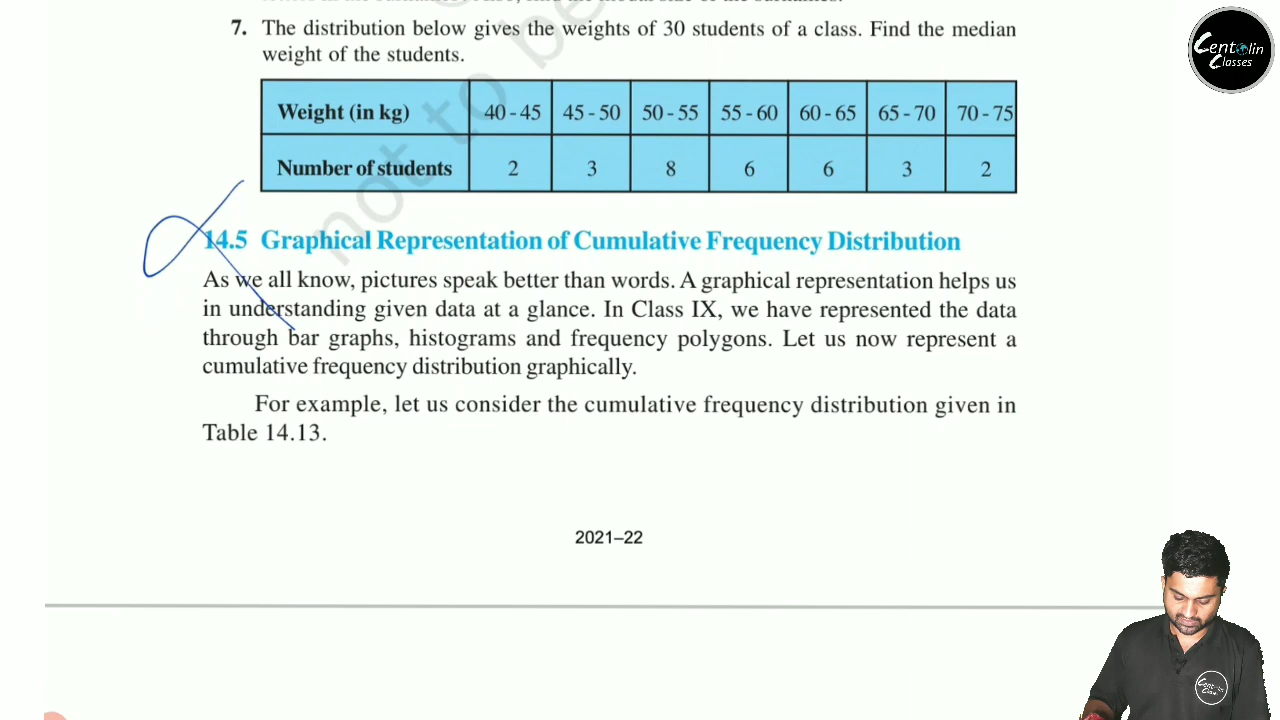 7. The distribution below gives the weights of 30 students of a class. Find the median
weight of the students.
Weight (in kg) 40 - 45 45 - 50 50 - 55 55 - 60 60 - 65 65 - 70 70 - 75
Number of students 2 3 8 6 6 3 2
14.5 Graphical Representation of Cumulative Frequency Distribution
As we all know, pictures speak better than words. A graphical representation helps us
in understanding given data at a glance. In Class IX, we have represented the data
through bar graphs, histograms and frequency polygons. Let us now represent a
cumulative frequency distribution graphically.
For example, let us consider the cumulative frequency distribution given in
Table 14.13.
2021–22
not to be
Centolin
Classes